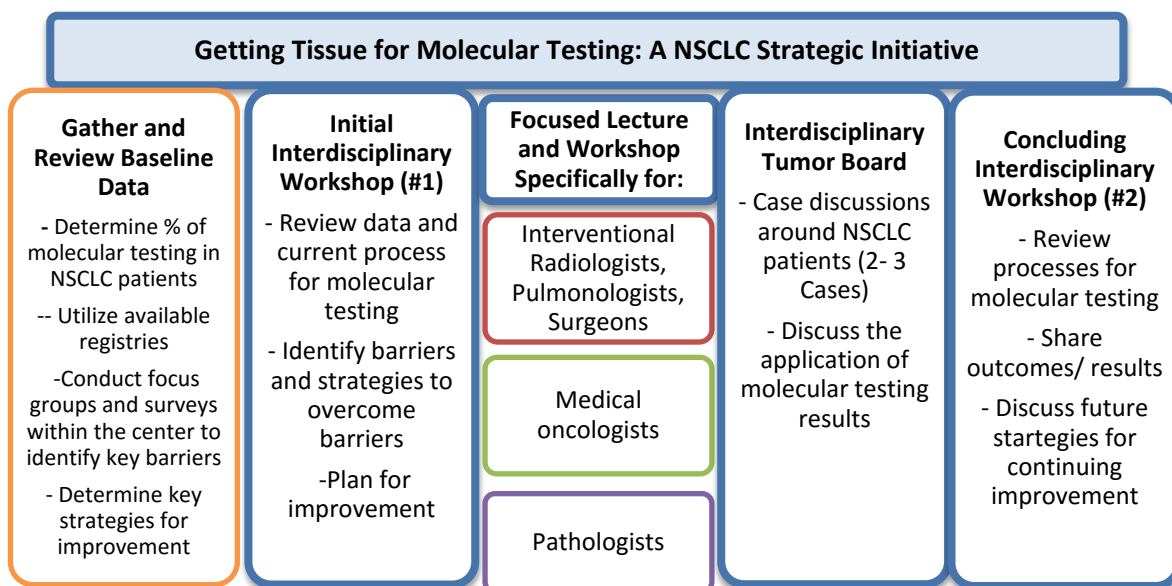 Getting Tissue for Molecular Testing: A NSCLC Strategic Initiative
Gather and
Review Baseline
Data
- Determine % of
molecular testing in
NSCLC patients
-- Utilize available
registries
-Conduct focus
groups and surveys
within the center to
identify key barriers
- Determine key
strategies for
improvement
Initial
Interdisciplinary
Workshop (#1)
- Review data and
current process for
molecular
testing
- Identify barriers
and strategies to
overcome
barriers
-Plan for
improvement
Focused Lecture
and Workshop
Specifically for:
Interventional
Radiologists,
Pulmonologists,
Surgeons
Medical
oncologists
Pathologists
Interdisciplinary
Tumor Board
- Case discussions
around NSCLC
patients (2- 3
Cases)
- Discuss the
application of
molecular testing
results
Concluding
Interdisciplinary
Workshop (#2)
- Review
processes for
molecular testing
- Share
outcomes/ results
- Discuss future
startegies for
continuing
improvement